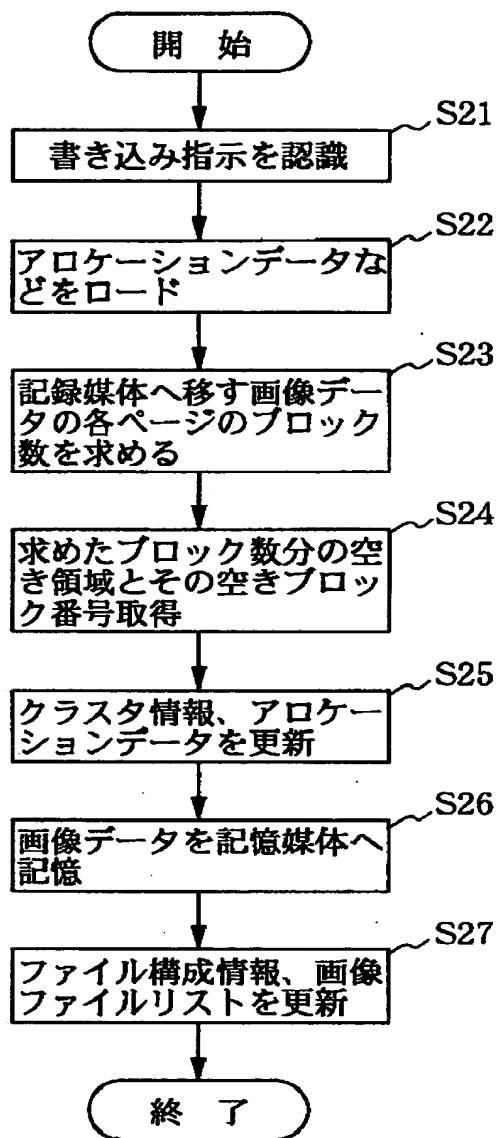 開 始
S21
書き込み指示を認識
S22
アロケーションデータな
どをロード
S23
記録媒体へ移す画像デー
タの各ページのブロック
数を求める
S24
求めたブロック数分の空
き領域とその空きブロッ
ク番号取得
S25
クラスタ情報、アロケー
ションデータを更新
S26
画像データを記憶媒体へ
記憶
S27
ファイル構成情報、画像
ファイルリストを更新
終 了